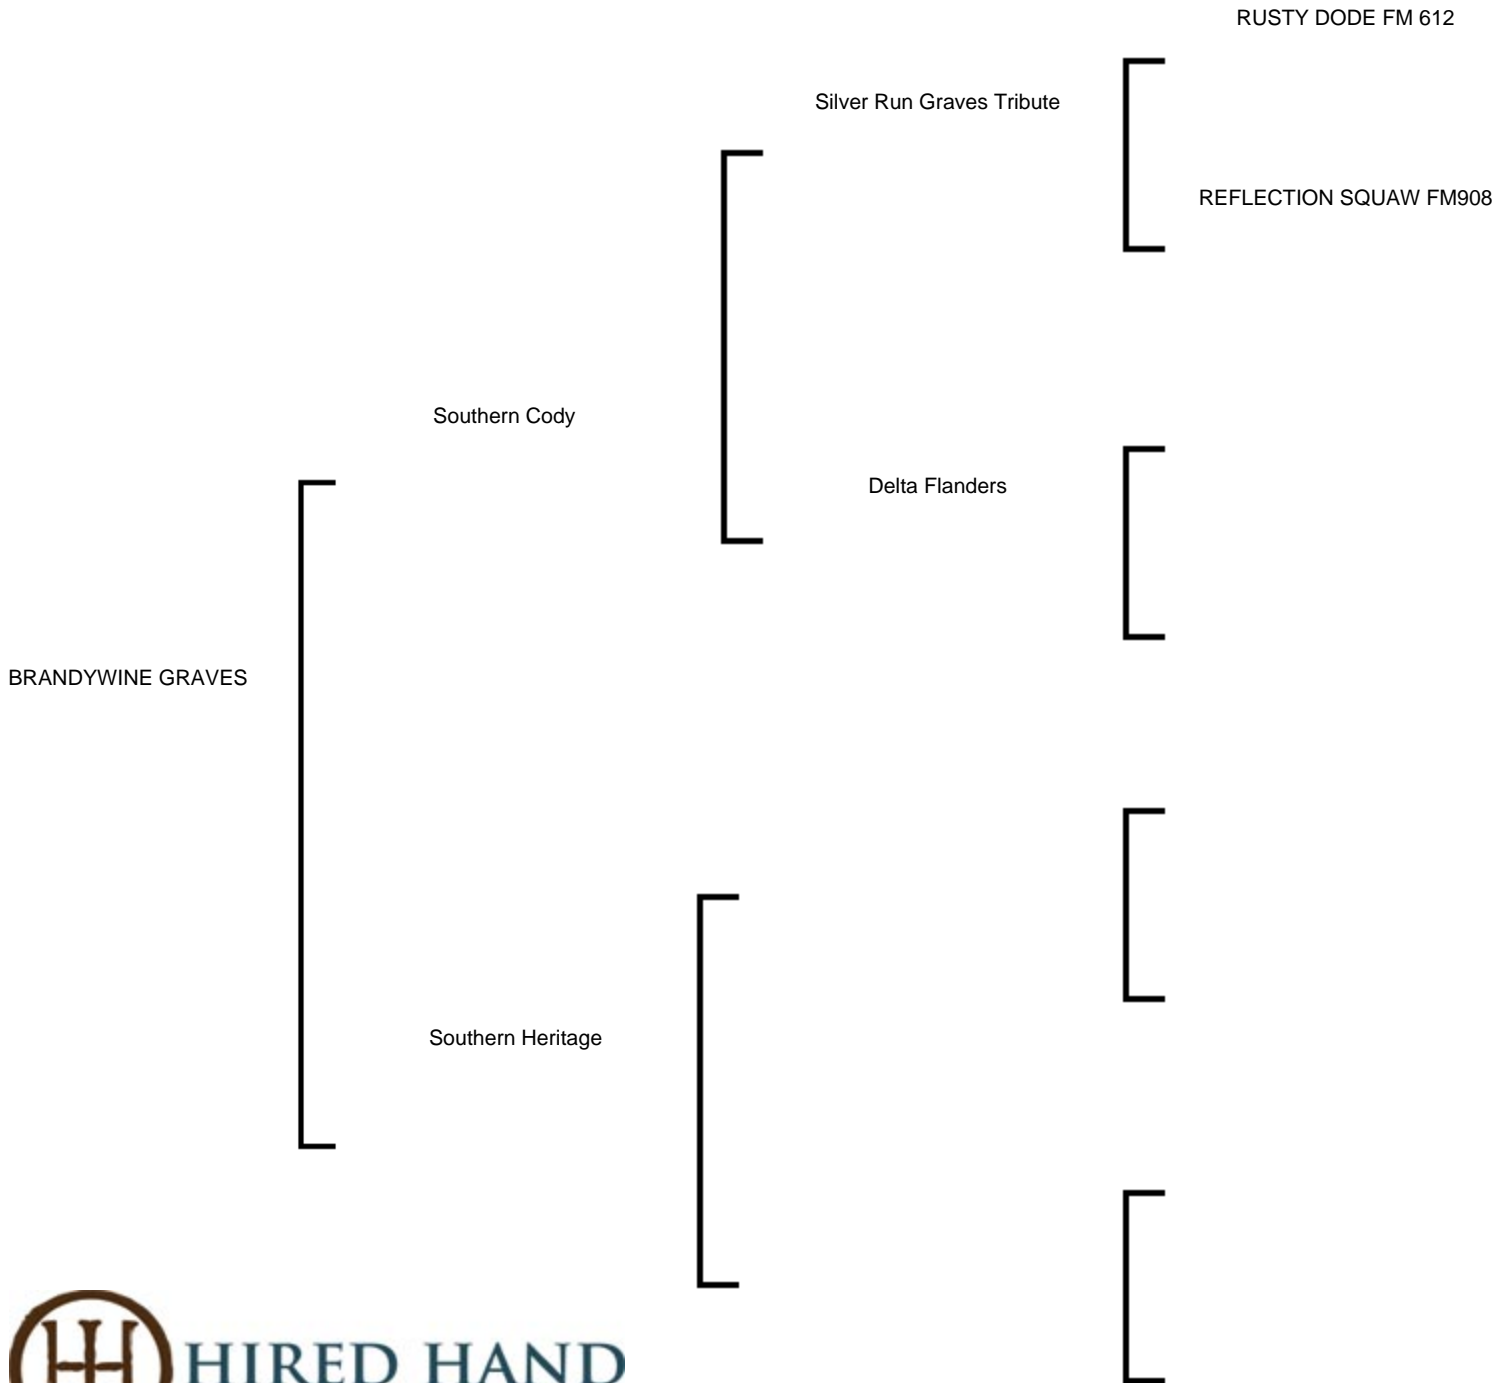 RUSTY DODE FM 612
Silver Run Graves Tribute
REFLECTION SQUAW FM908
Southern Cody
Delta Flanders
BRANDYWINE GRAVES
Southern Heritage
HIRED HAND